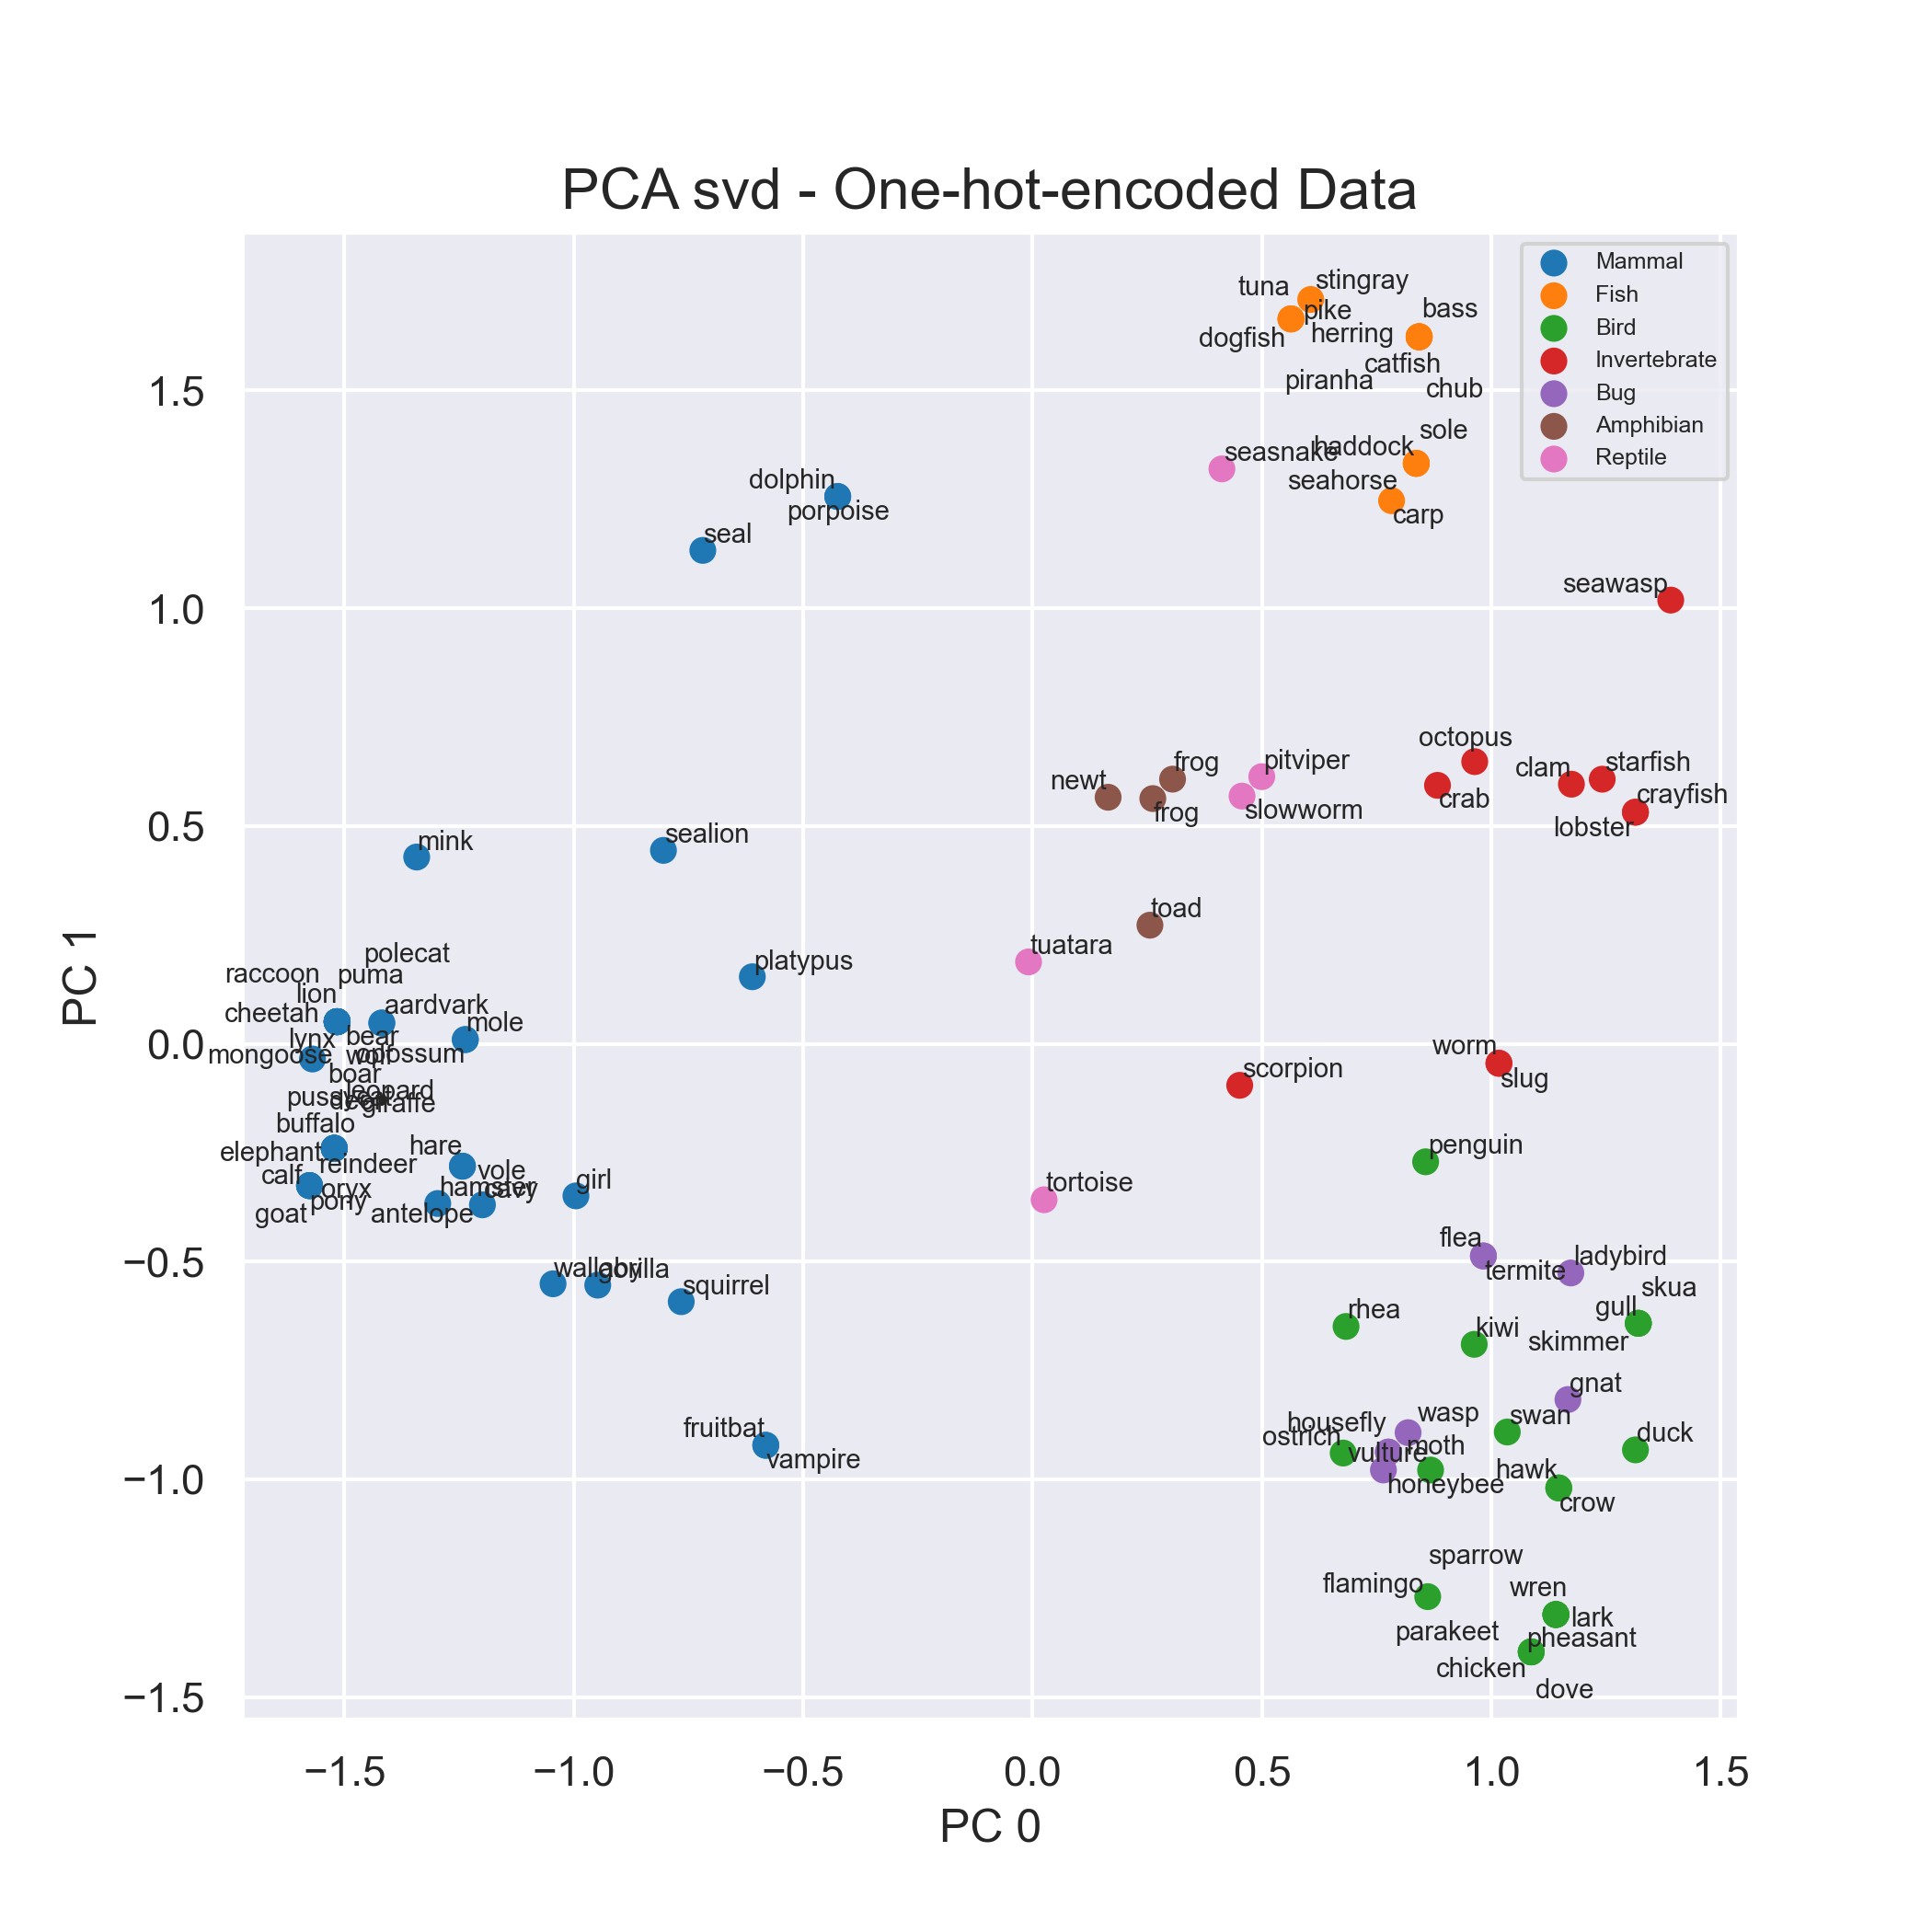 PCA svd - One-hot-encoded Data
Mammal
Fish
Bird
Invertebrate
Bug
Amphibian
Reptile
tuna
stingray
pike
bass
dogfish
herring
catfish
piranha
chub
sole
haddock
seasnake
seahorse
carp
dolphin
porpoise
seal
seawasp
octopus
clam
starfish
crab
crayfish
lobster
newt
frog
pitviper
frog
slowworm
mink
sealion
toad
tuatara
platypus
polecat
raccoon
puma
lion
aardvark
cheetah
mole
lynx
bear
mongoose
wolf
opossum
boar
leopard
pussycat
deer
giraffe
buffalo
hare
elephant
reindeer
calf
vole
oryx
pony
hamster
cavy
goat
antelope
girl
wallaby
gorilla
squirrel
fruitbat
vampire
scorpion
worm
slug
tortoise
penguin
flea
termite
ladybird
skua
gull
skimmer
rhea
kiwi
gnat
housefly
wasp
swan
ostrich
moth
vulture
honeybee
duck
hawk
crow
sparrow
flamingo
wren
lark
parakeet
pheasant
chicken
dove
1.5
1.0
0.5
0.0
−0.5
−1.0
−1.5
PC 1
−1.5
−1.0
−0.5
0.0
0.5
1.0
1.5
PC 0